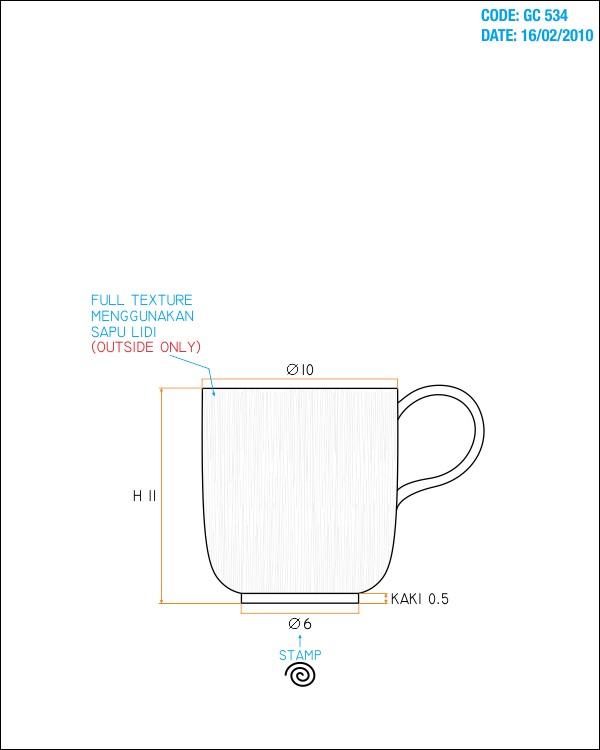 CODE: GC 534
DATE: 16/02/2010
FULL TEXTURE
MENGGUNAKAN
SAPU LIDI
(OUTSIDE ONLY)
Ø10
H 11
KAKI 0.5
Ø6
STAMP